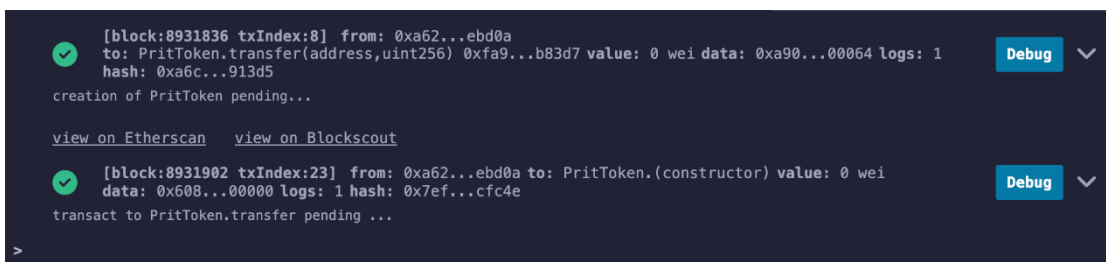 [block:8931836 txIndex:8] from: 0xa62...ebd0a
to: PritToken.transfer(address,uint256) 0xfa9...b83d7 value: 0 wei data: 0xa90...00064 logs: 1
hash: 0xa6c...913d5
Debug
creation of PritToken pending...
view on Etherscan view on Blockscout
[block:8931902 txIndex:23] from: 0xa62...ebd0a to: PritToken.(constructor) value: 0 wei
data: 0x608...00000 logs: 1 hash: 0x7ef...cfc4e
Debug
transact to PritToken.transfer pending ...
>